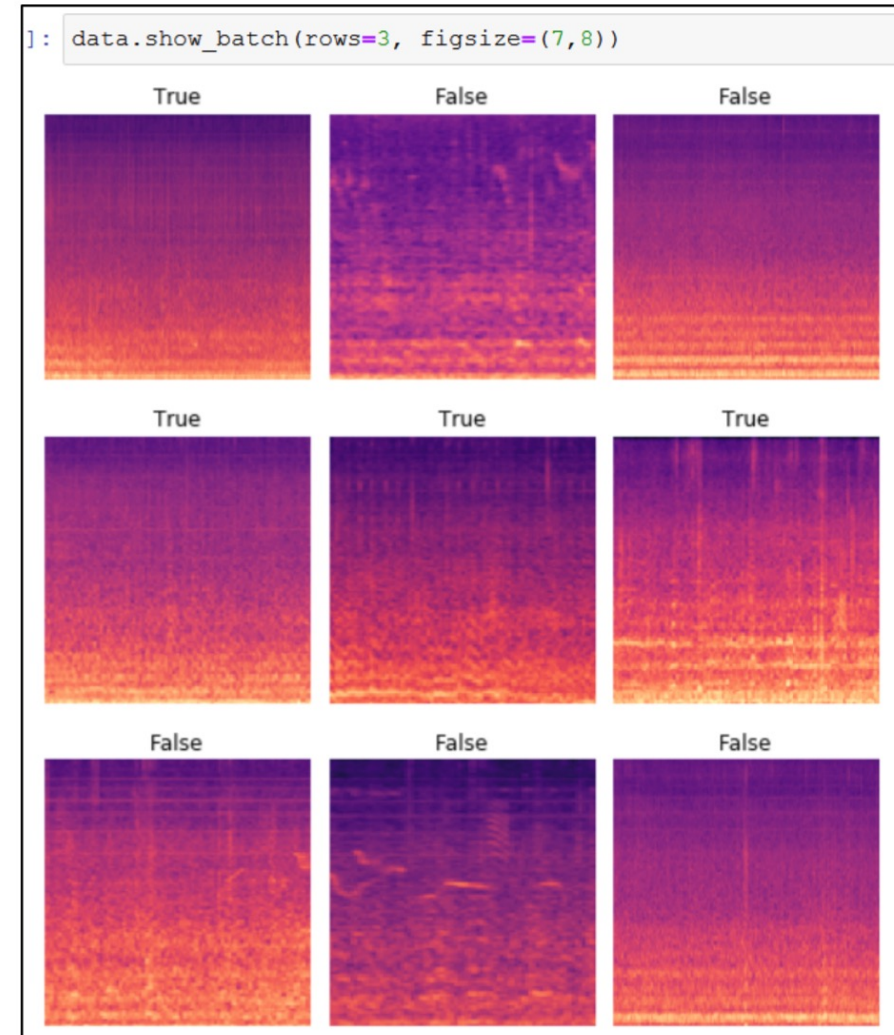 ]: data.show_batch(rows=3, figsize=(7,8))
True False False
True True True
False False False